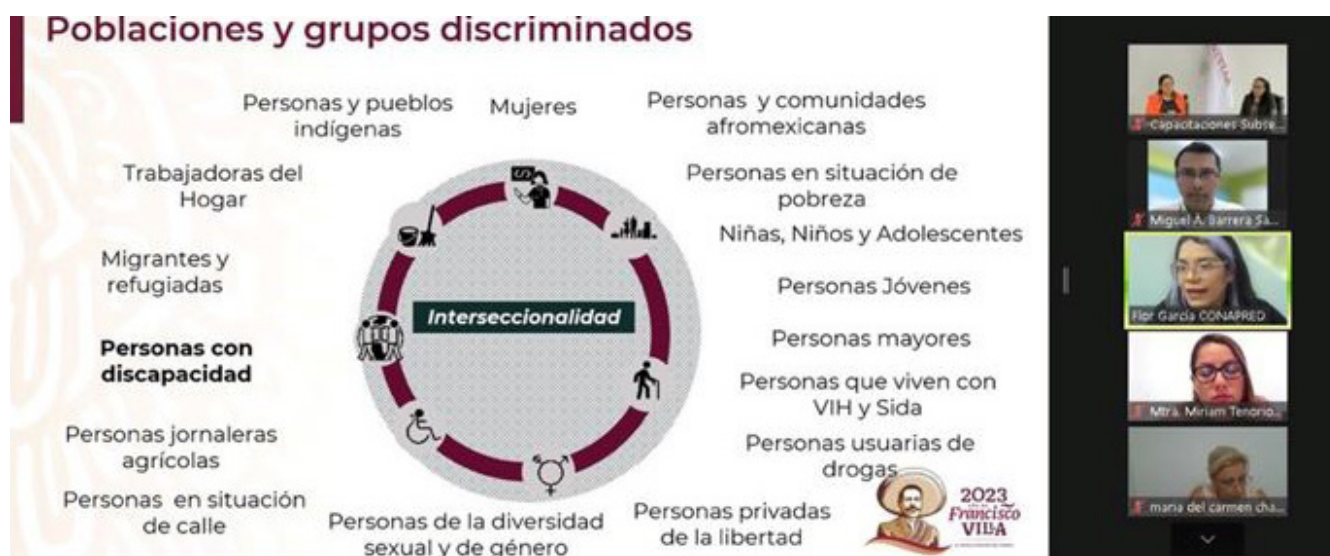 Poblaciones y grupos discriminados
Personas y pueblos
indígenas
Mujeres
Personas y comunidades
afromexicanas
Trabajadoras del
Hogar
Personas en situación de
pobreza
Niñas, Niños y Adolescentes
Migrantes y
refugiadas
Personas Jóvenes
Interseccionalidad
Personas con
discapacidad
Personas mayores
Personas que viven con
VIH y Sida
Personas jornaleras
agrícolas
Personas usuarias de
drogas
Personas en situación
de calle
Personas de la diversidad
sexual y de género
Personas privadas
de la libertad
2023
Francisco
VILLA
Capacitaciones Subse...
Miguel A. Barrera Sa...
Flor García CONAPRED
Mtra. Miriam Tenorio...
maria del carmen cha...